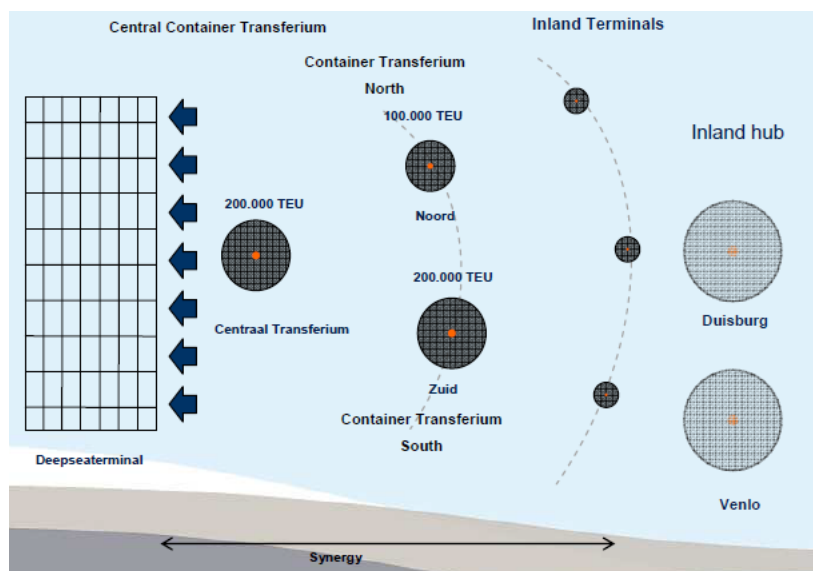 Central Container Transferium
Inland Terminals
Container Transferium
North
100.000 TEU
Inland hub
200.000 TEU
Noord
200.000 TEU
Centraal Transferium
Duisburg
Zuid
Container Transferium
South
Deepseaterminal
Venlo
Synergy